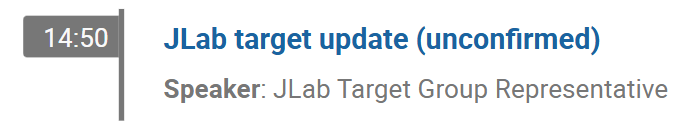 14:50
JLab target update (unconfirmed)
Speaker: JLab Target Group Representative